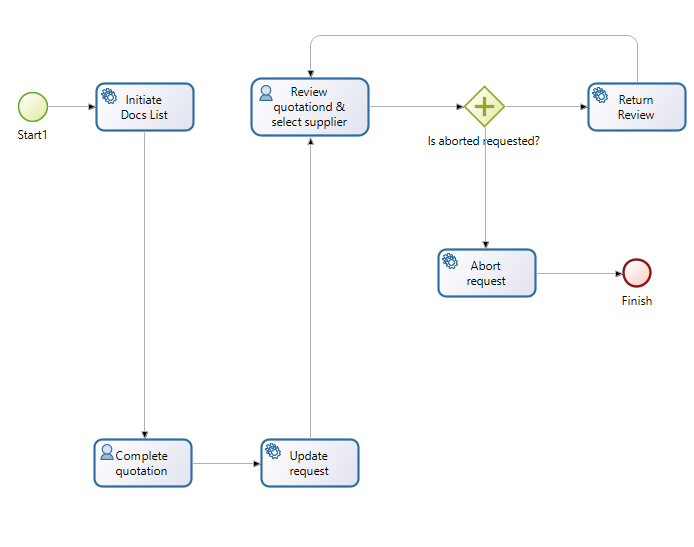 Initiate
Docs List
Start1
Review
quotationd &
select supplier
Is aborted requested?
Return
Review
Abort
request
Finish
Complete
quotation
Update
request